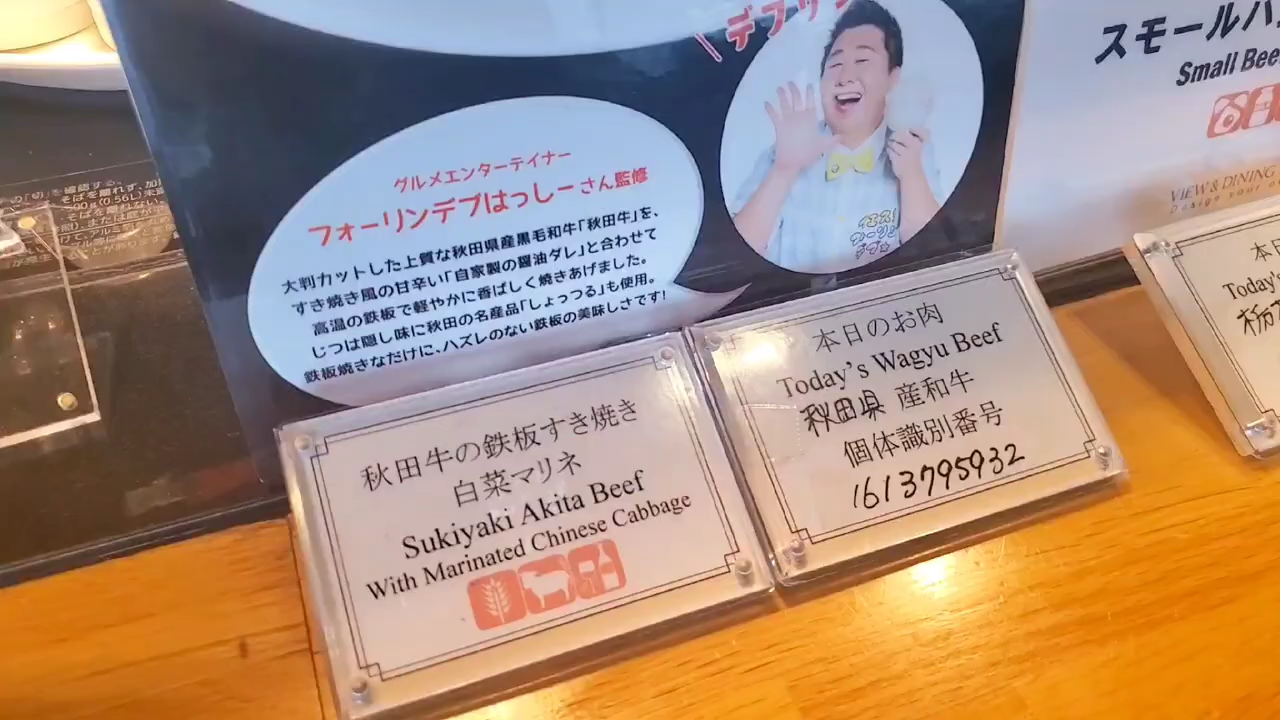 デブリン
グルメエンターテイナー
フォーリンデブはっしーさん監修
大判カットした上質な秋田県産黒毛和牛「秋田牛」を、
すき焼き風の甘辛い「自家製の醤油ダレ」と合わせて
高温の鉄板で軽やかに香ばしく焼きあげました。
じつは隠し味に秋田の名産品「しょっつる」も使用。
鉄板焼きなだけに、ハズレのない鉄板の美味しさです!
秋田牛の鉄板すき焼き
白菜マリネ
Sukiyaki Akita Beef
With Marinated Chinese Cabbage
本日のお肉
Today's Wagyu Beef
秋田県 産和牛
個体識別番号
1613795932
スモール
Small Bee
VIEW & DINING
Design your
本日
Today's
栃